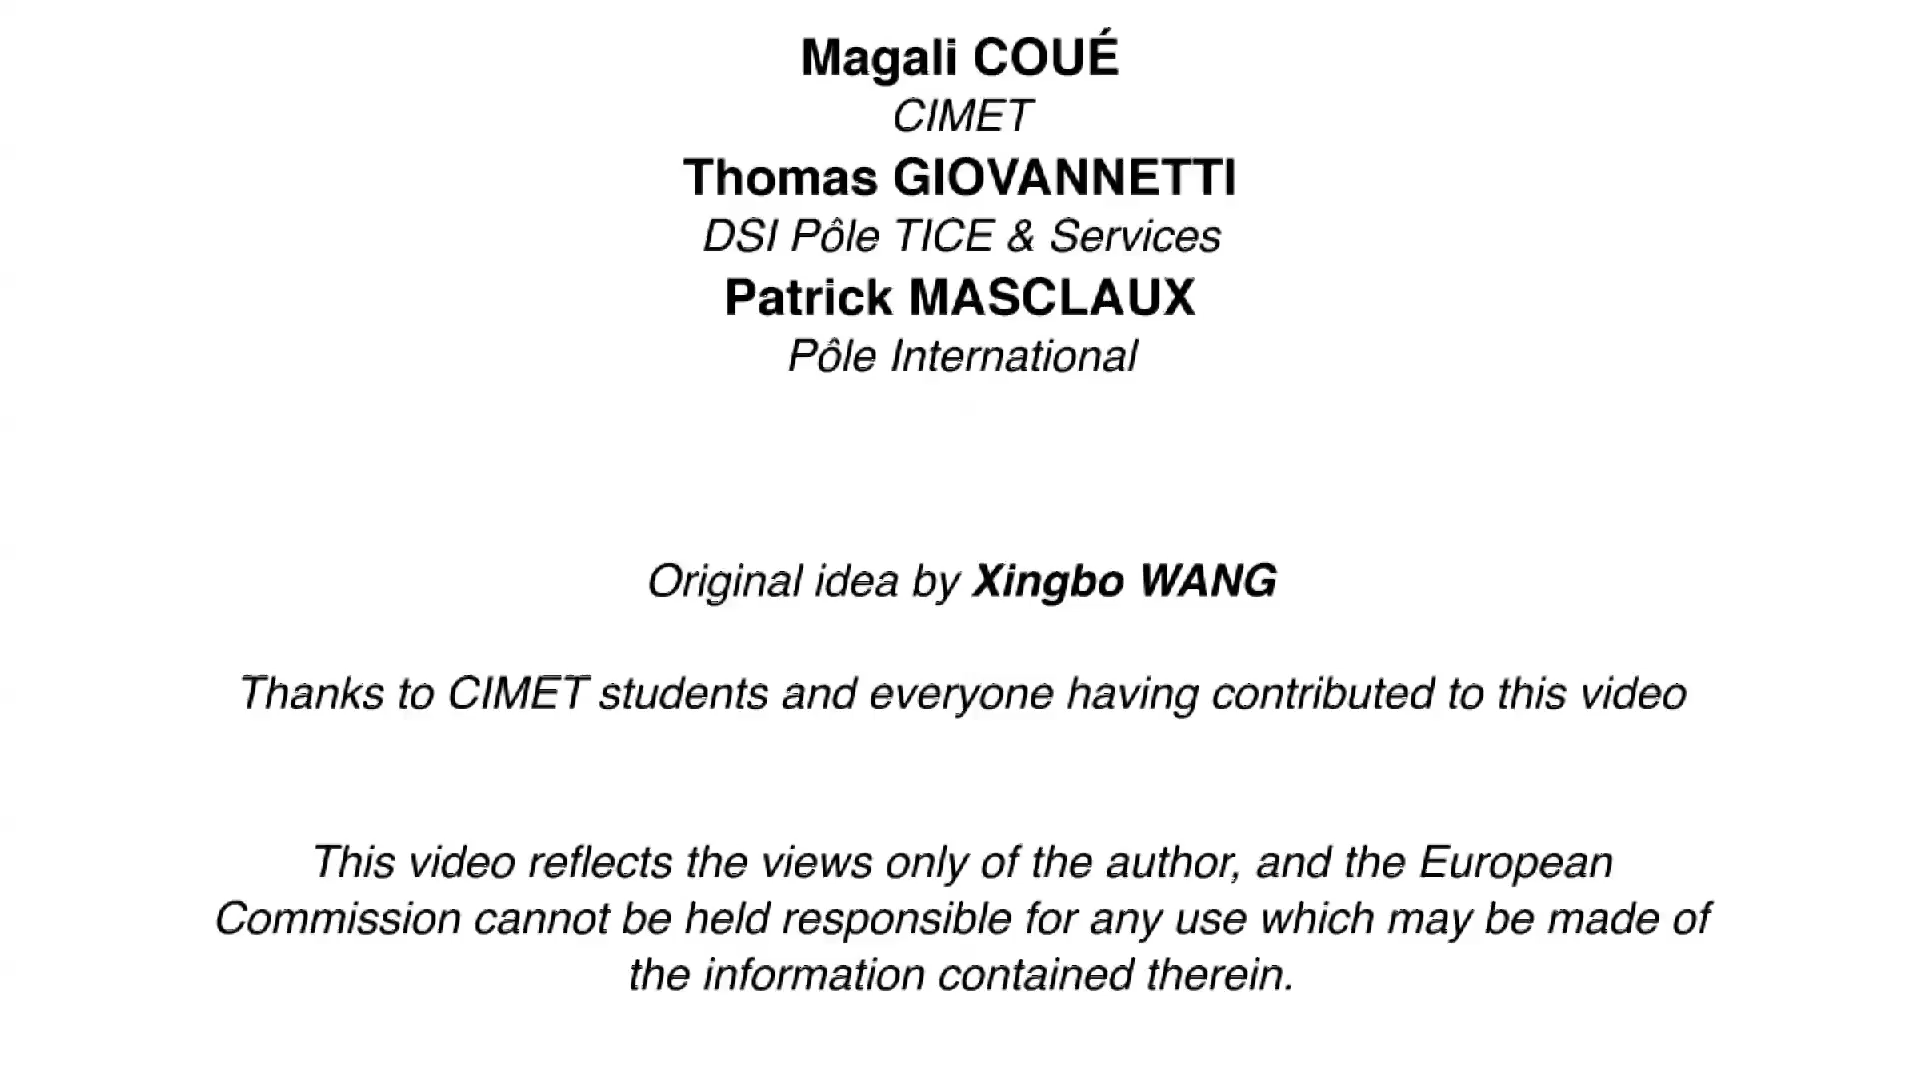 Magali COUÉ
CIMET
Thomas GIOVANNETTI
DSI Pôle TICE & Services
Patrick MASCLAUX
Pôle International
Original idea by Xingbo WANG
Thanks to CIMET students and everyone having contributed to this video
This video reflects the views only of the author, and the European
Commission cannot be held responsible for any use which may be made of
the information contained therein.